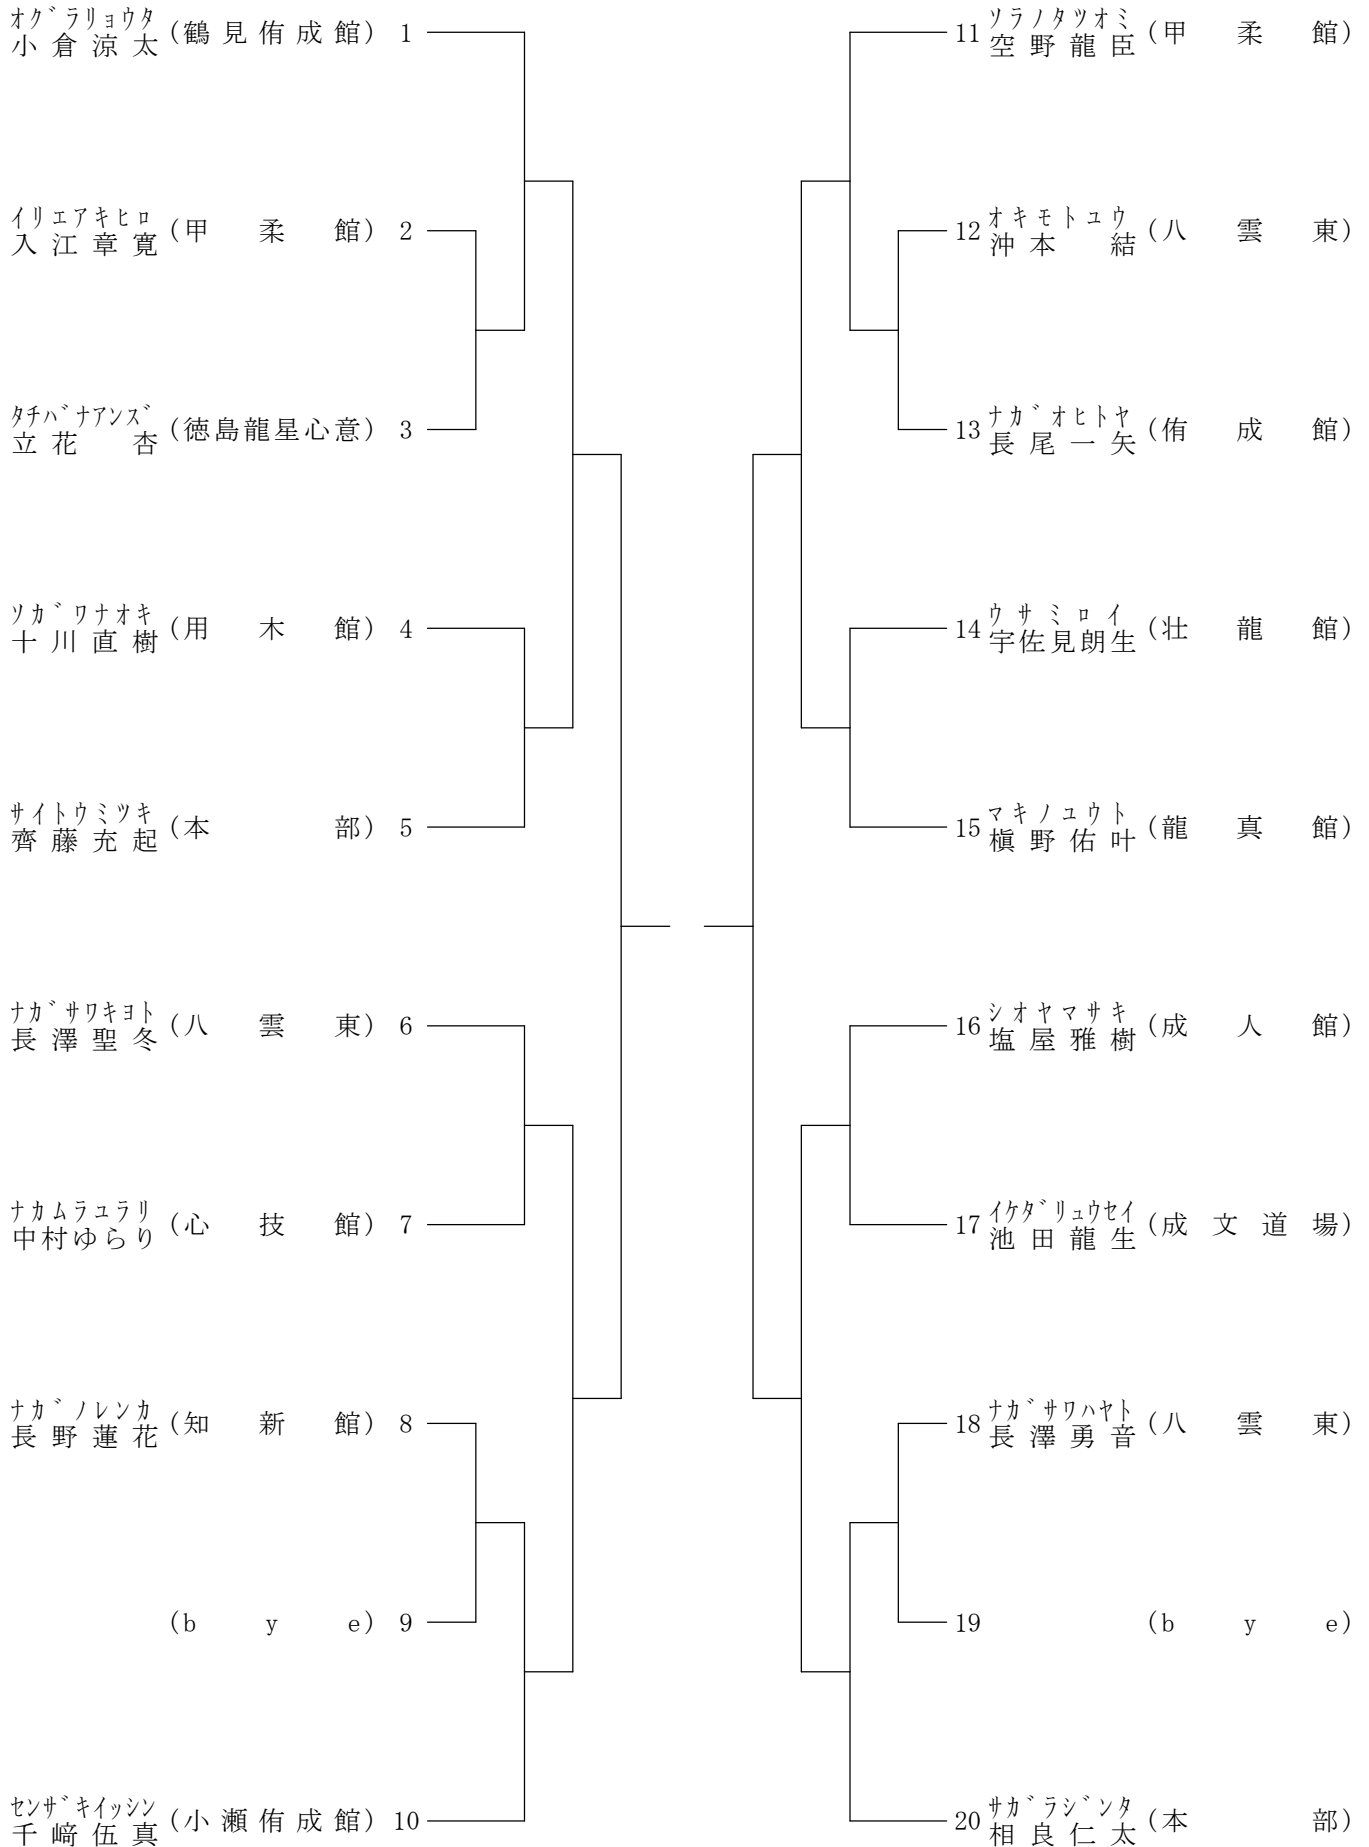 オグラリョウタ
小倉涼太 (鶴見侑成館) 1
イリエアキヒロ
入江章寛 (甲柔館) 2
タチバナアンズ
立花杏 (徳島龍星心意) 3
ソガワナオキ
十川直樹 (用木館) 4
サイトウミツキ
齊藤充起 (本部) 5
ナガサワキヨト
長澤聖冬 (八雲東) 6
ナカムラユラリ
中村ゆらり (心技館) 7
ナガノレンカ
長野蓮花 (知新館) 8
(bye) 9
センザキイッシン
千﨑伍真 (小瀬侑成館) 10
ソラノタツオミ
11 空野龍臣 (甲柔館)
オキモトユウ
12 沖本結 (八雲東)
ナガオヒトヤ
13 長尾一矢 (侑成館)
ウサミロイ
14 宇佐見朗生 (壮龍館)
マキノユウト
15 槇野佑叶 (龍真館)
シオヤマサキ
16 塩屋雅樹 (成人館)
イケダリュウセイ
17 池田龍生 (成文道場)
ナガサワハヤト
18 長澤勇音 (八雲東)
19 (bye)
サガラジンタ
20 相良仁太 (本部)